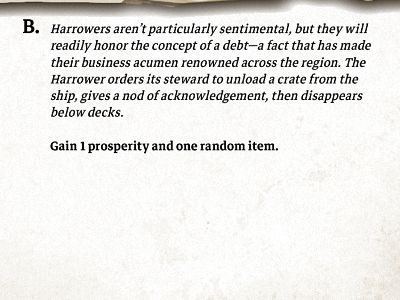 B. Harrowers aren't particularly sentimental, but they will
readily honor the concept of a debt—a fact that has made
their business acumen renowned across the region. The
Harrower orders its steward to unload a crate from the
ship, gives a nod of acknowledgement, then disappears
below decks.
Gain 1 prosperity and one random item.